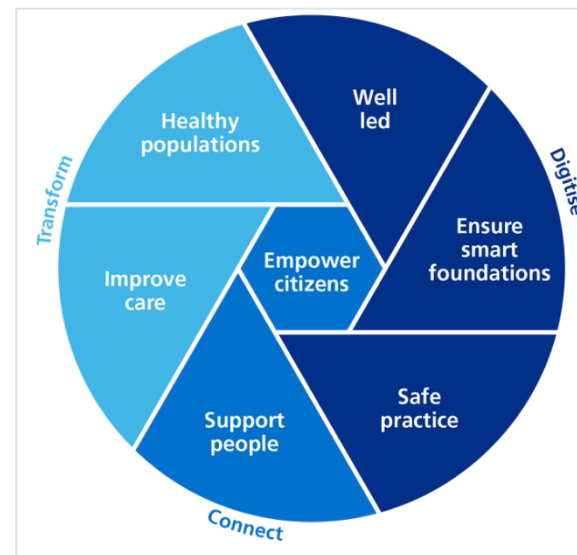 Well
led
Digitise
Ensure
smart
foundations
Safe
practice
Connect
Support
people
Improve
care
Transform
Healthy
populations
Empower
citizens